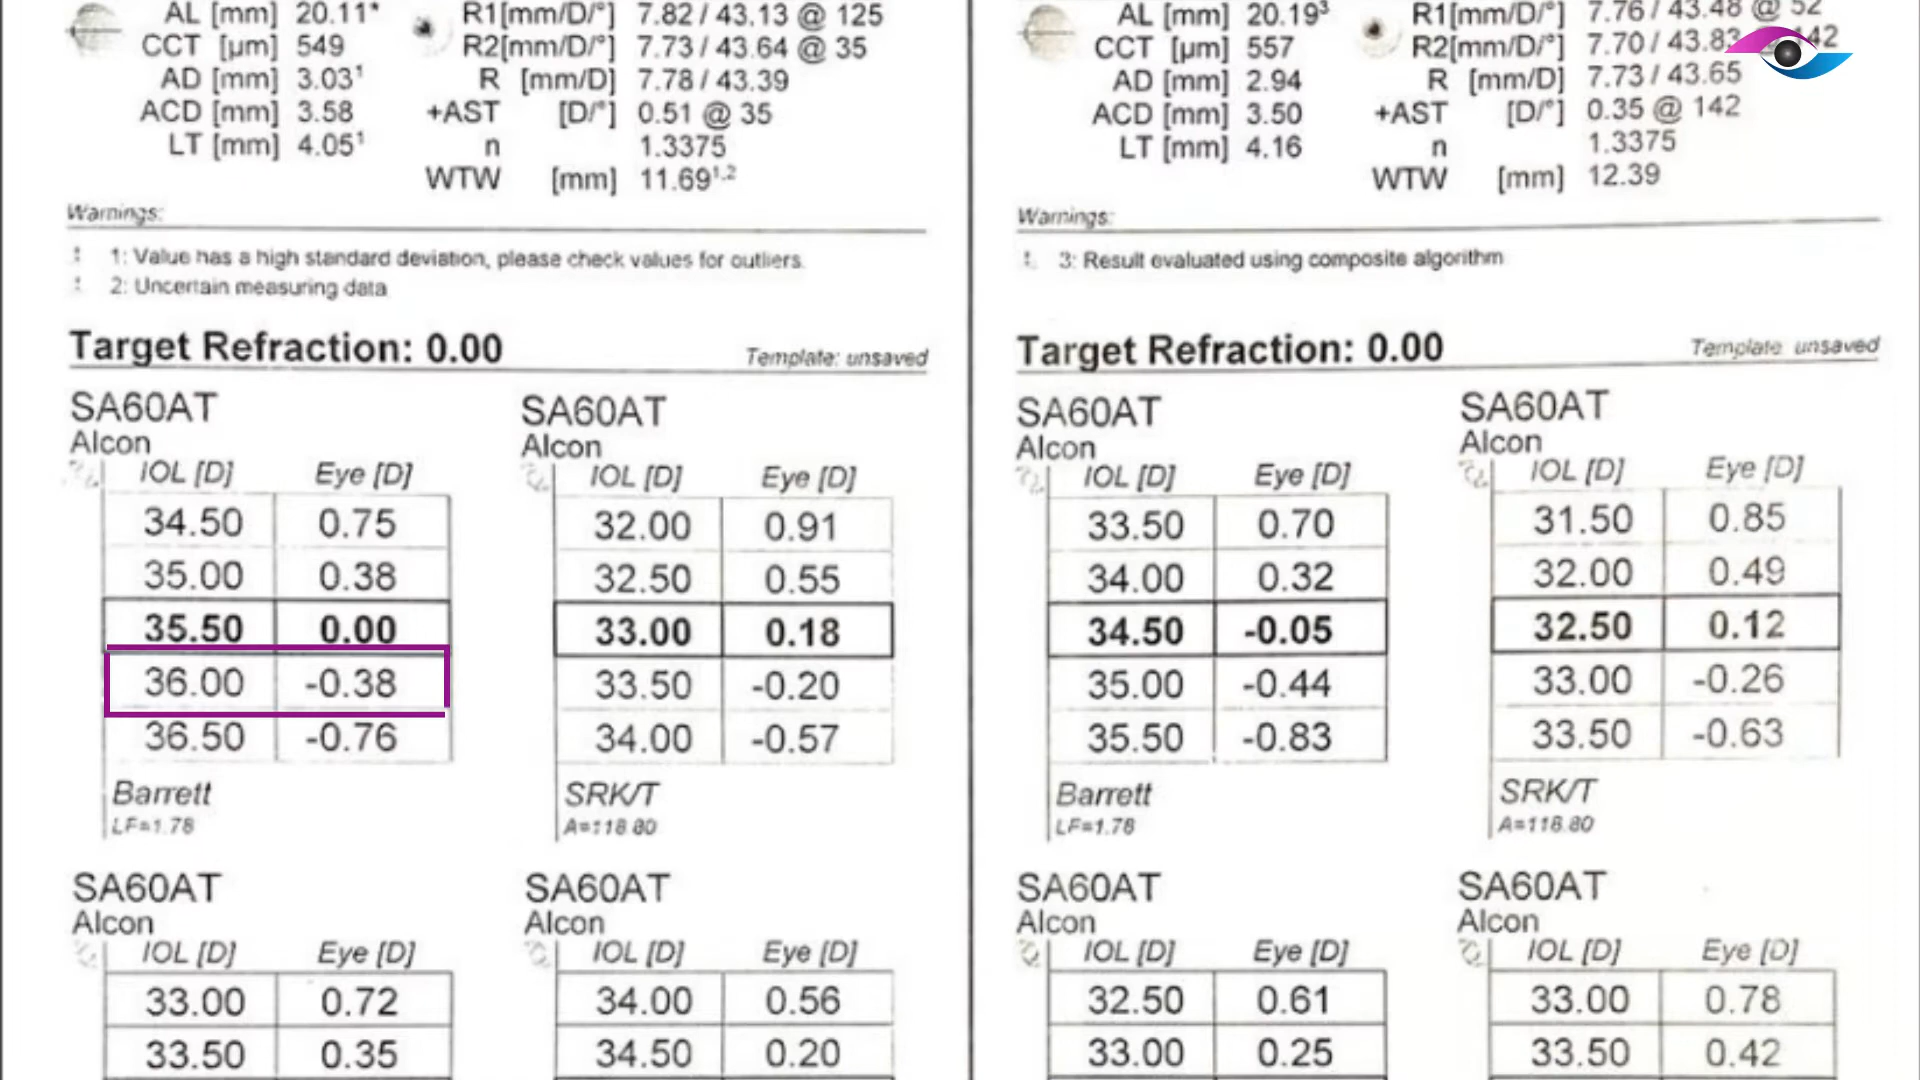 AL [mm] 20.11*
CCT [µm] 549
AD [mm] 3.03¹
ACD [mm] 3.58
LT [mm] 4.05¹
R1[mm/D/°] 7.82 / 43.13 @ 125
R2[mm/D/°] 7.73 / 43.64 @ 35
R [mm/D] 7.78 / 43.39
+AST [D/°] 0.51 @ 35
n 1.3375
WTW [mm] 11.69¹·²
Warnings:
! 1: Value has a high standard deviation, please check values for outliers.
! 2: Uncertain measuring data
Target Refraction: 0.00
Template: unsaved
SA60AT
Alcon
IOL [D] Eye [D]
34.50 0.75
35.00 0.38
35.50 0.00
36.00 -0.38
36.50 -0.76
Barrett
LF=1.78
SA60AT
Alcon
IOL [D] Eye [D]
32.00 0.91
32.50 0.55
33.00 0.18
33.50 -0.20
34.00 -0.57
SRK/T
A=118.80
SA60AT
Alcon
IOL [D] Eye [D]
33.00 0.72
33.50 0.35
SA60AT
Alcon
IOL [D] Eye [D]
34.00 0.56
34.50 0.20
AL [mm] 20.19³
CCT [µm] 557
AD [mm] 2.94
ACD [mm] 3.50
LT [mm] 4.16
R1[mm/D/°] 7.76 / 43.48 @ 52
R2[mm/D/°] 7.70 / 43.83 42
R [mm/D] 7.73 / 43.65
+AST [D/°] 0.35 @ 142
n 1.3375
WTW [mm] 12.39
Warnings:
! 3: Result evaluated using composite algorithm
Target Refraction: 0.00
Template unsaved
SA60AT
Alcon
IOL [D] Eye [D]
33.50 0.70
34.00 0.32
34.50 -0.05
35.00 -0.44
35.50 -0.83
Barrett
LF=1.78
SA60AT
Alcon
IOL [D] Eye [D]
31.50 0.85
32.00 0.49
32.50 0.12
33.00 -0.26
33.50 -0.63
SRK/T
A=118.80
SA60AT
Alcon
IOL [D] Eye [D]
32.50 0.61
33.00 0.25
SA60AT
Alcon
IOL [D] Eye [D]
33.00 0.78
33.50 0.42